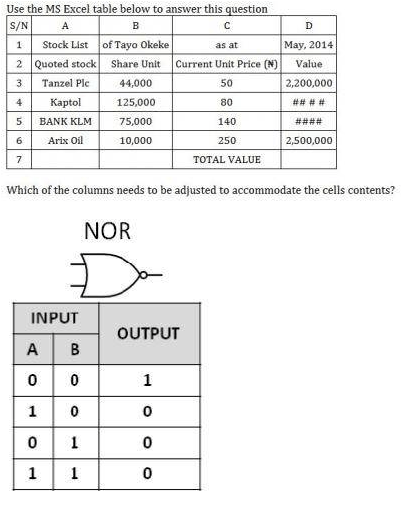 Use the MS Excel table below to answer this question
S/N A B C D
1 Stock List of Tayo Okeke as at May, 2014
2 Quoted stock Share Unit Current Unit Price (₦) Value
3 Tanzel Plc 44,000 50 2,200,000
4 Kaptol 125,000 80 ## # #
5 BANK KLM 75,000 140 ####
6 Arix Oil 10,000 250 2,500,000
7 TOTAL VALUE
Which of the columns needs to be adjusted to accommodate the cells contents?
NOR
INPUT OUTPUT
A B
0 0 1
1 0 0
0 1 0
1 1 0